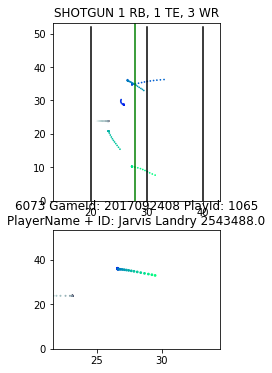 SHOTGUN 1 RB, 1 TE, 3 WR
50
40
30
20
10
0
20 30 40
6073 GameId: 2017092408 PlayId: 1065
PlayerName + ID: Jarvis Landry 2543488.0
40
20
0
25 30